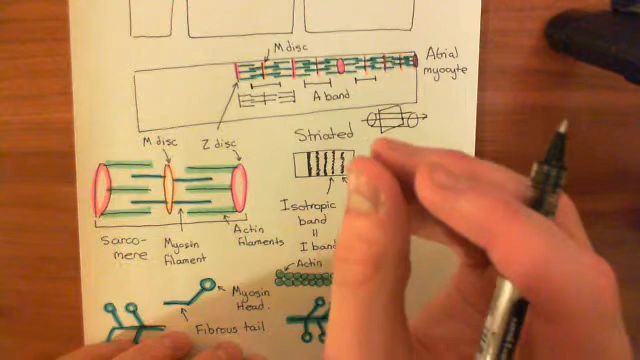 M disc
Atrial
myocyte
A band
M disc
Z disc
Striated
Isotropic
band
II
I band
Sarco-
mere
Myosin
filament
Actin
filaments
Actin
Myosin
Head.
Fibrous tail